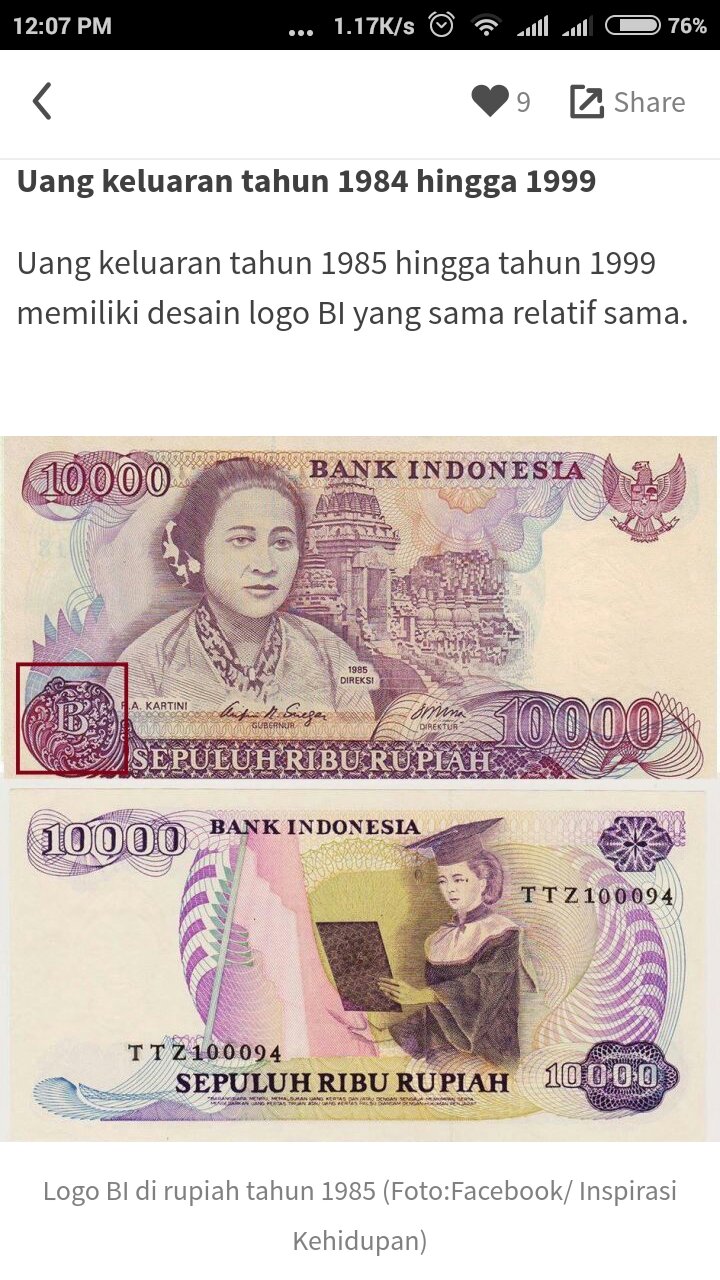 12:07 PM ... 1.17K/s 76%
9 Share
Uang keluaran tahun 1984 hingga 1999
Uang keluaran tahun 1985 hingga tahun 1999
memiliki desain logo BI yang sama relatif sama.
10000 BANK INDONESIA
1985
DIREKSI
B R.A. KARTINI
GUBERNUR DIREKTUR 10000
SEPULUH RIBU RUPIAH
10000 BANK INDONESIA
TTZ100094
TTZ100094
SEPULUH RIBU RUPIAH 10000
Logo BI di rupiah tahun 1985 (Foto:Facebook/ Inspirasi
Kehidupan)